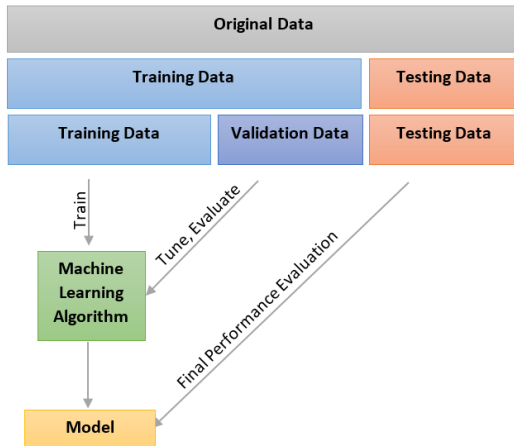 Original Data
Training Data
Testing Data
Training Data
Validation Data
Testing Data
Train
Tune, Evaluate
Final Performance Evaluation
Machine
Learning
Algorithm
Model